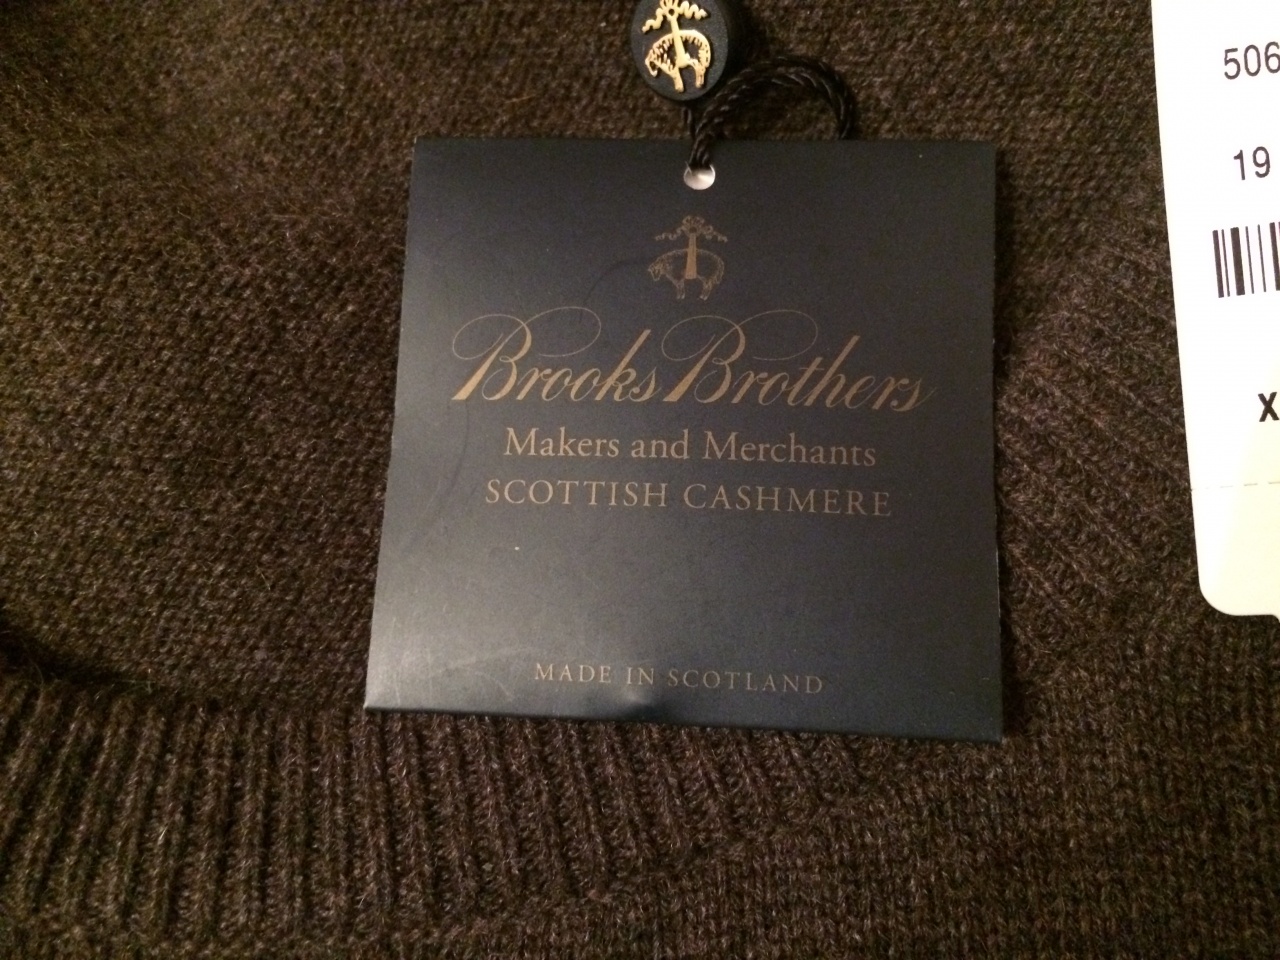 Brooks Brothers
Makers and Merchants
SCOTTISH CASHMERE
MADE IN SCOTLAND
506
19
X